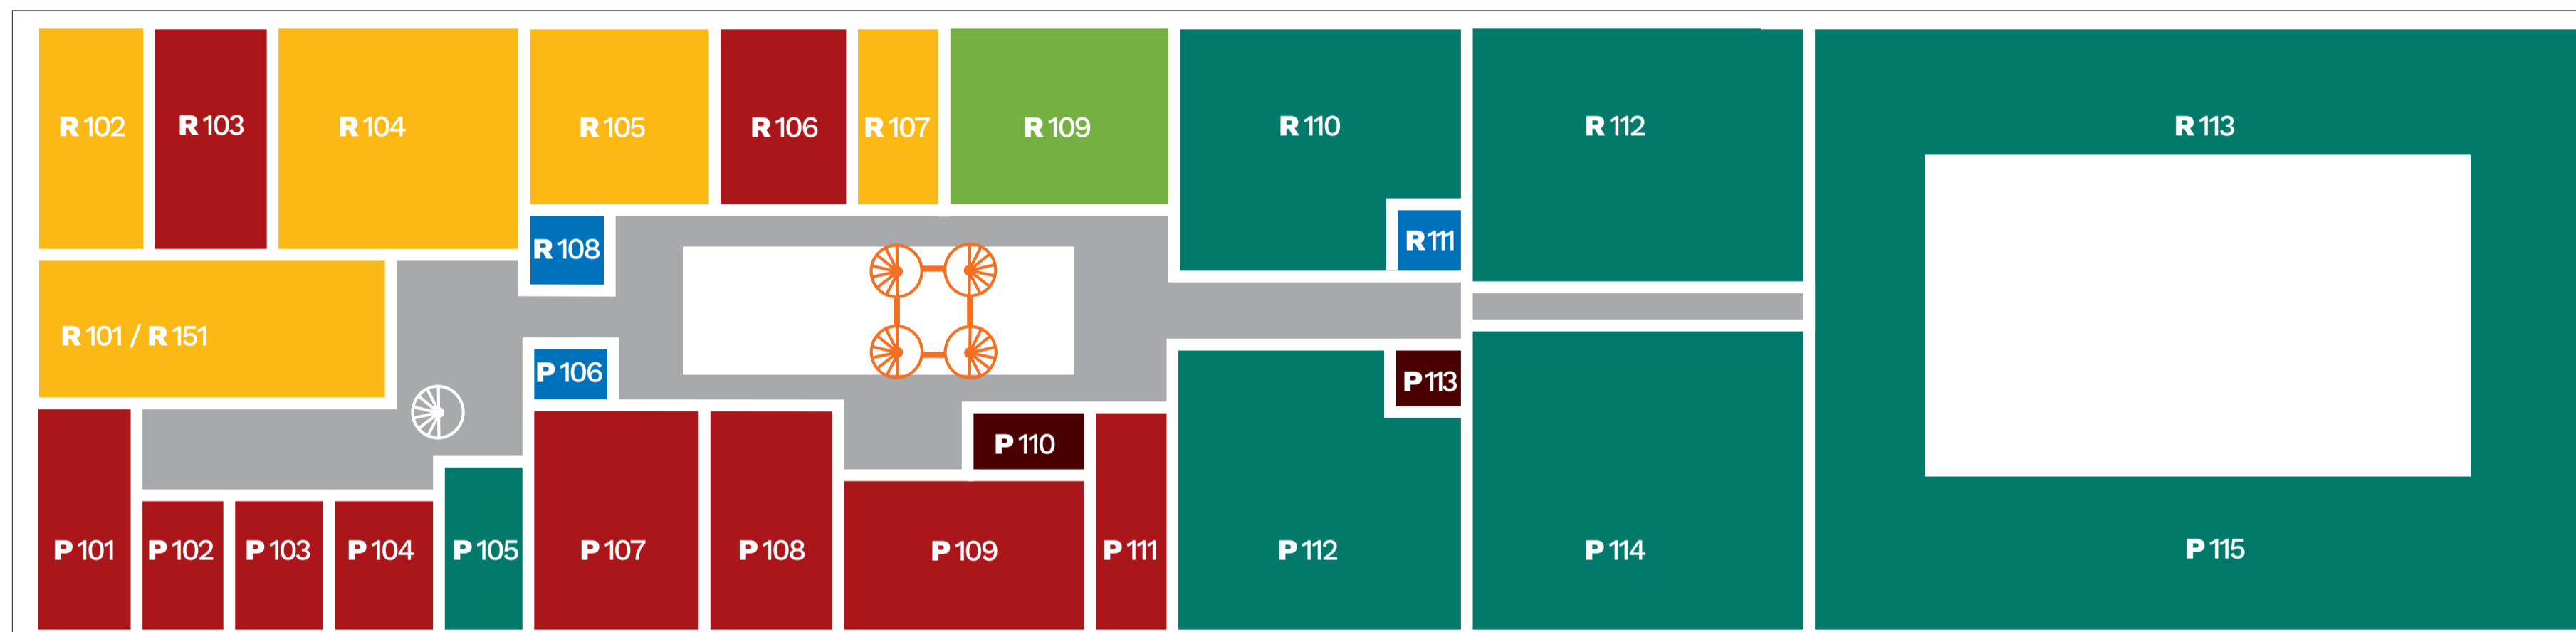 R 102
R 103
R 104
R 105
R 106
R 107
R 109
R 110
R 112
R 113
R 108
R 111
R 101 / R 151
P 106
P 113
P 110
P 101
P 102
P 103
P 104
P 105
P 107
P 108
P 109
P 111
P 112
P 114
P 115